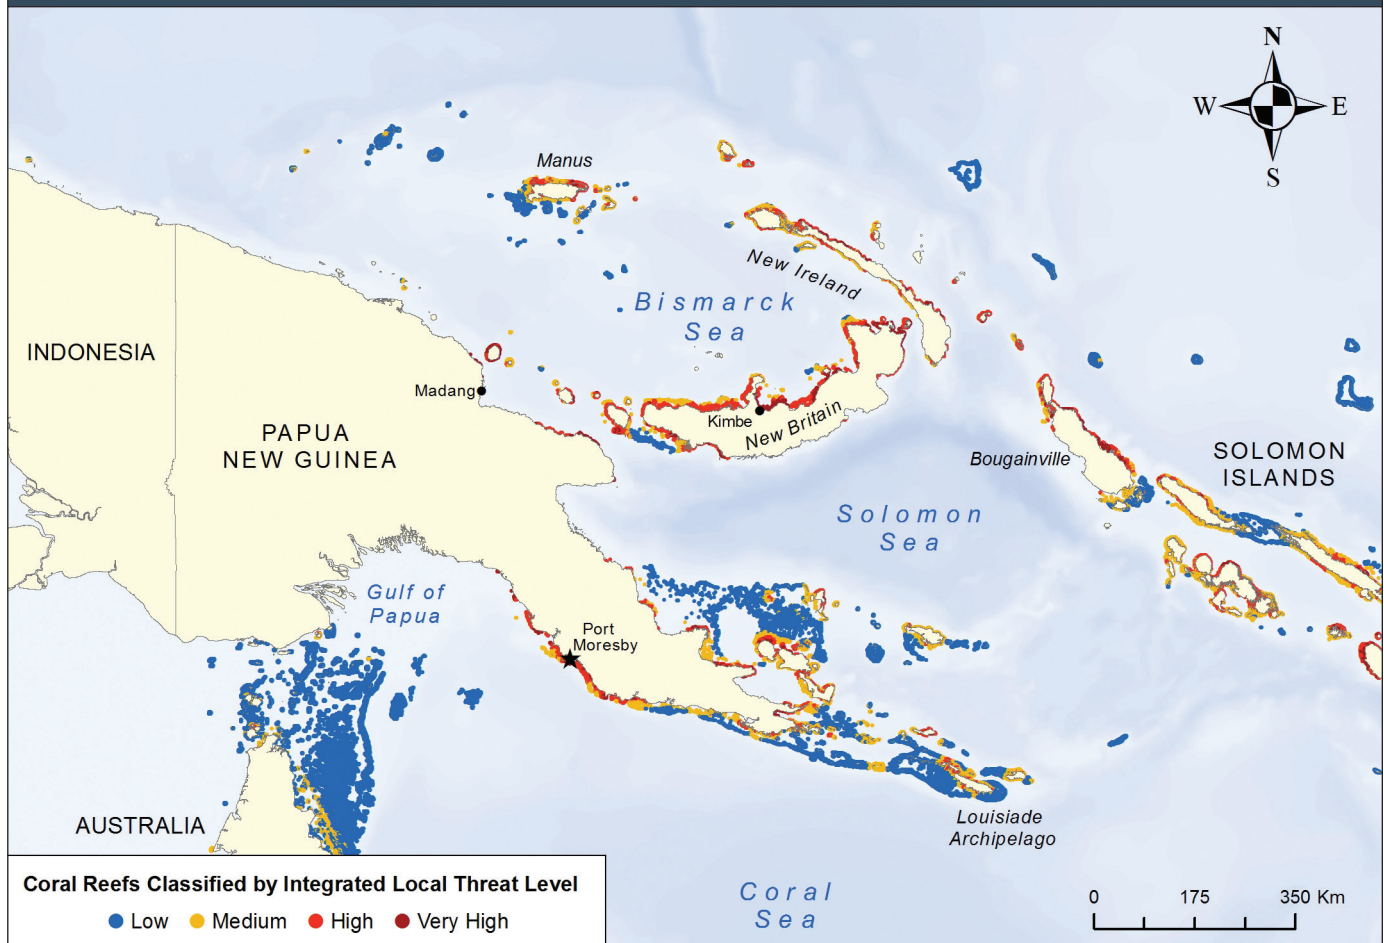 N
W
E
S
Manus
New Ireland
Bismarck
Sea
INDONESIA
Madang
PAPUA
NEW GUINEA
Kimbe
New Britain
Bougainville
SOLOMON
ISLANDS
Solomon
Sea
Gulf of
Papua
Port
Moresby
AUSTRALIA
Louisiade
Archipelago
Coral
Sea
Coral Reefs Classified by Integrated Local Threat Level
Low Medium High Very High
0 175 350 Km